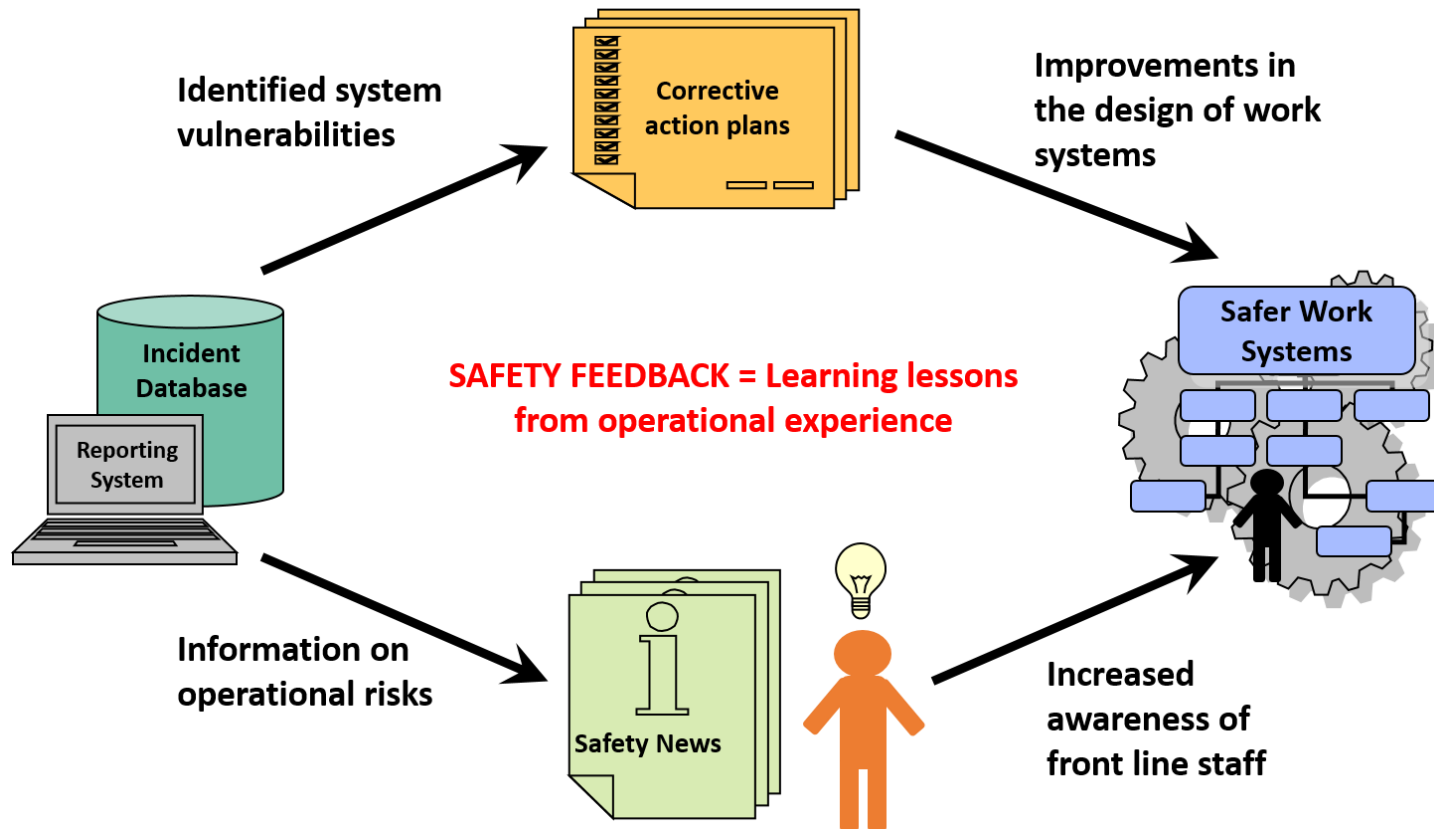 Identified system
vulnerabilities
Corrective
action plans
Improvements in
the design of work
systems
Incident
Database
Reporting
System
SAFETY FEEDBACK = Learning lessons
from operational experience
Safer Work
Systems
Information on
operational risks
i
Safety News
Increased
awareness of
front line staff